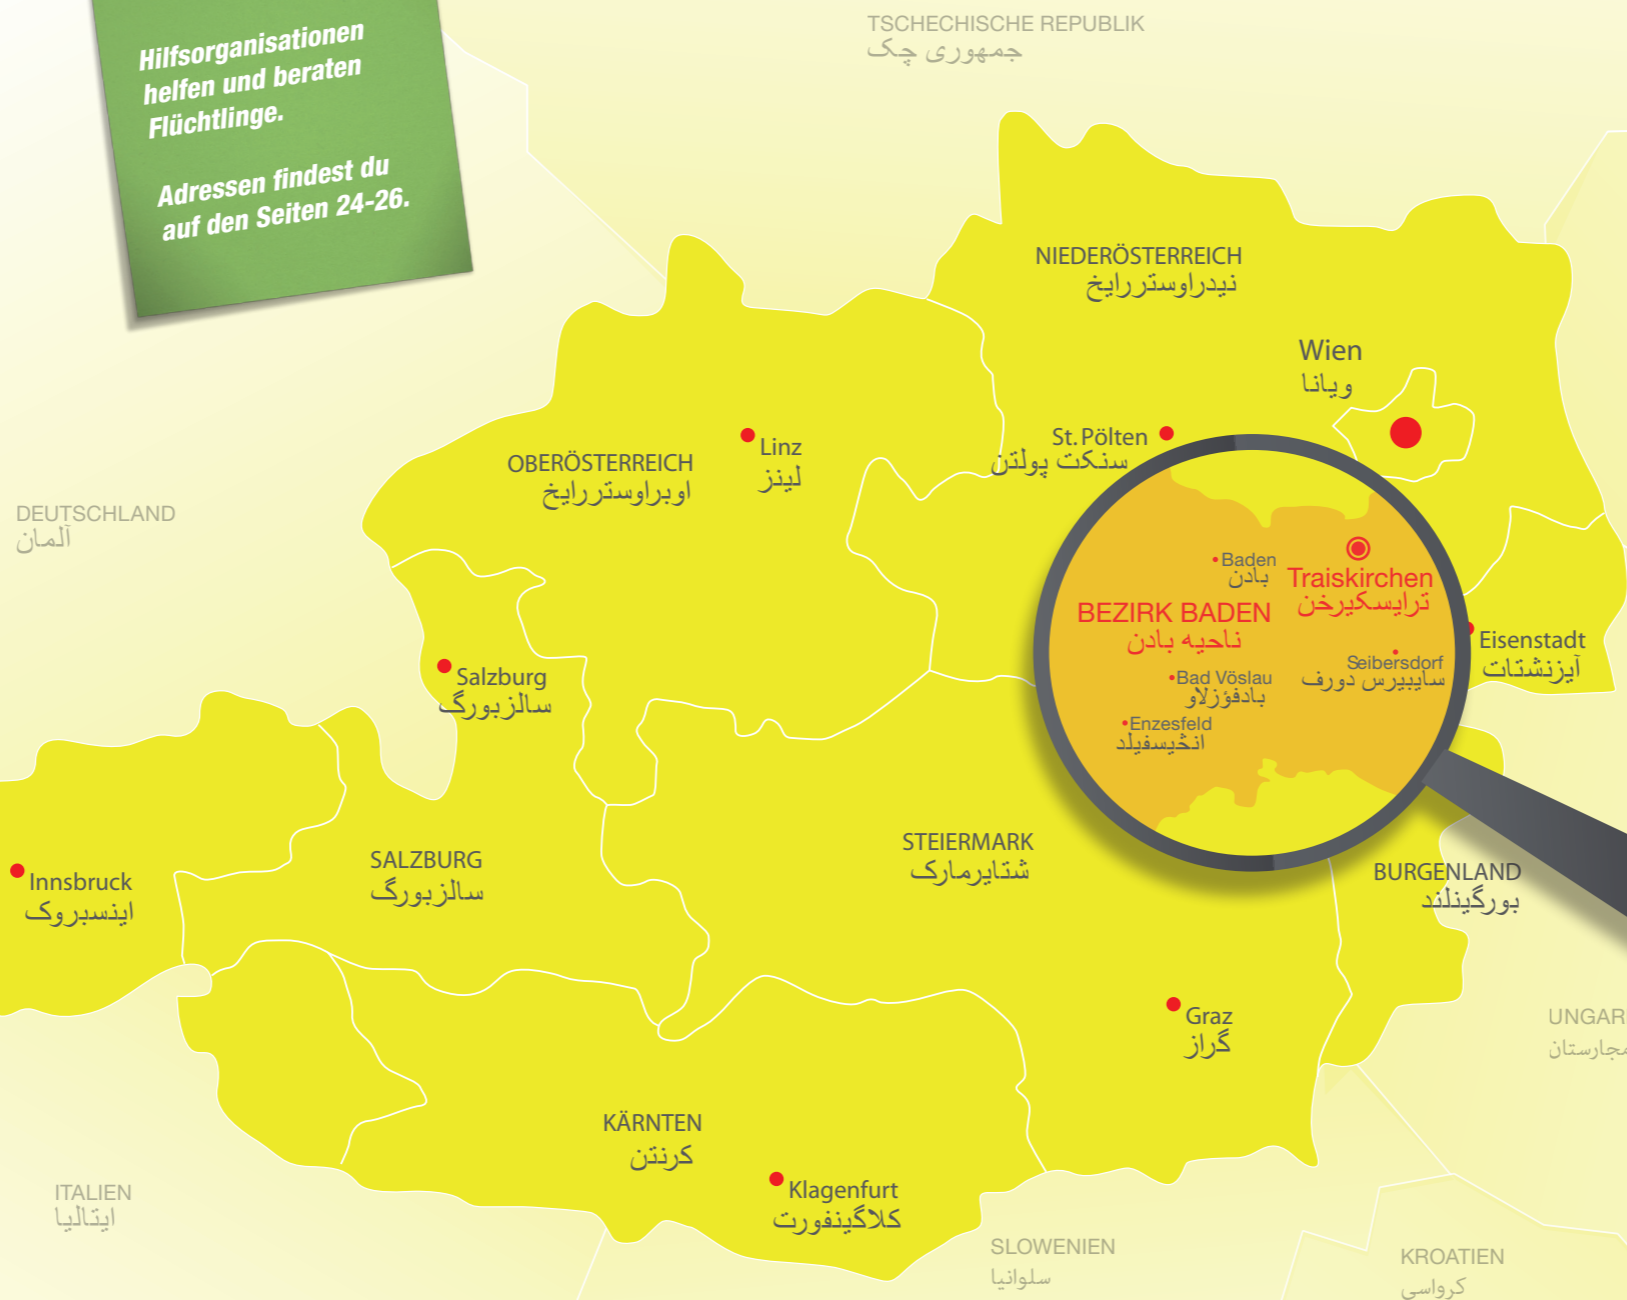 Hilfsorganisationen
helfen und beraten
Flüchtlinge.
Adressen findest du
auf den Seiten 24-26.
TSCHECHISCHE REPUBLIK
جمهوری چک
NIEDERÖSTERREICH
نیدراوستررایخ
Wien
ویانا
St. Pölten
سنکت پولتن
Linz
لینز
OBERÖSTERREICH
اوبراوستررایخ
DEUTSCHLAND
آلمان
Baden
بادن
Traiskirchen
ترایسکیرخن
BEZIRK BADEN
ناحیه بادن
Seibersdorf
سایبیرس دورف
Bad Vöslau
بادفؤزلاو
Enzesfeld
انڅیسفیلد
Eisenstadt
آیزنشتات
Salzburg
سالزبورگ
Innsbruck
اینسبروک
SALZBURG
سالزبورگ
STEIERMARK
شتایرمارک
BURGENLAND
بورگینلند
Graz
گراز
UNGAR
مجارستان
KÄRNTEN
کرنتن
Klagenfurt
کلاگینفورت
ITALIEN
ایتالیا
SLOWENIEN
سلوانیا
KROATIEN
کرواسی